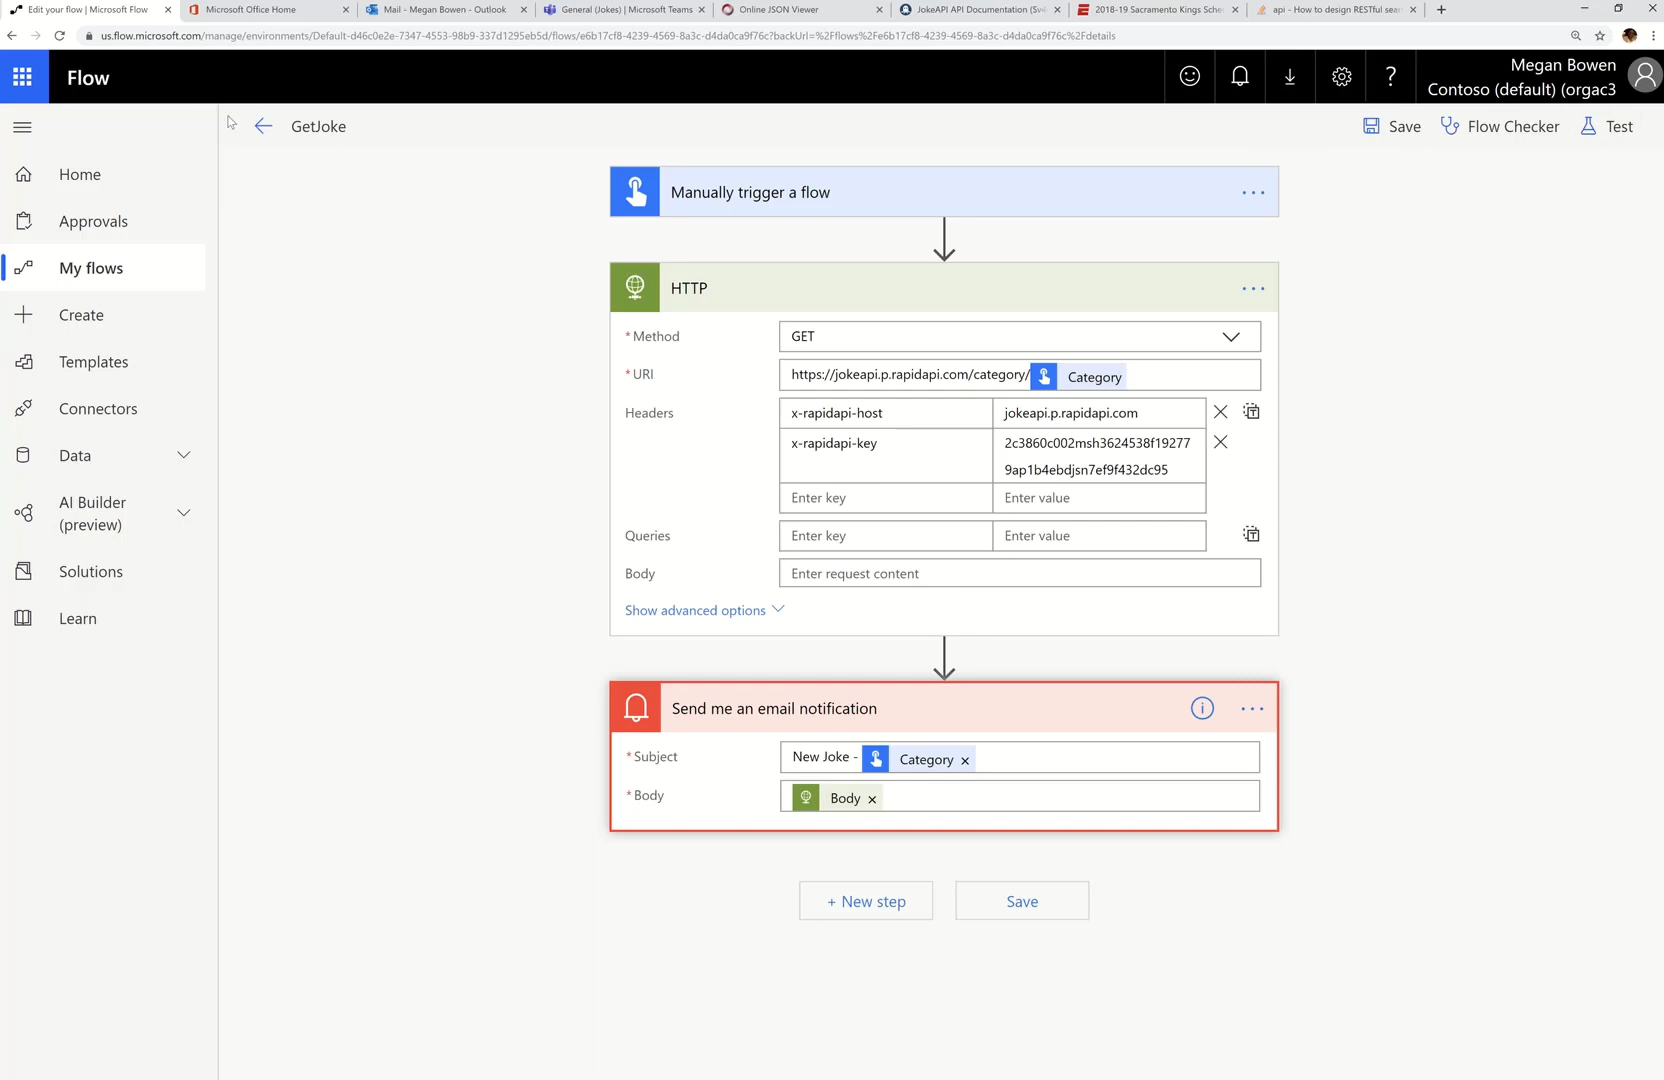 Edit your flow | Microsoft Flow
Microsoft Office Home
Mail - Megan Bowen - Outlook
General (Jokes) | Microsoft Teams
Online JSON Viewer
JokeAPI API Documentation (Sv4
2018-19 Sacramento Kings Sche
api - How to design RESTful sear
us.flow.microsoft.com/manage/environments/Default-d46c0e2e-7347-4553-98b9-337d1295eb5d/flows/e6b17cf8-4239-4569-8a3c-d4da0ca9f76c?backUrl=%2Fflows%2Fe6b17cf8-4239-4569-8a3c-d4da0ca9f76c%2Fdetails
Flow
?
Megan Bowen
Contoso (default) (orgac3
GetJoke
Save
Flow Checker
Test
Home
Approvals
My flows
Create
Templates
Connectors
Data
AI Builder
(preview)
Solutions
Learn
Manually trigger a flow
HTTP
* Method
GET
* URI
https://jokeapi.p.rapidapi.com/category/ Category
Headers
x-rapidapi-host
jokeapi.p.rapidapi.com
x-rapidapi-key
2c3860c002msh3624538f19277
9ap1b4ebdjsn7ef9f432dc95
Enter key
Enter value
Queries
Enter key
Enter value
Body
Enter request content
Show advanced options
Send me an email notification
* Subject
New Joke - Category ×
* Body
Body ×
+ New step
Save